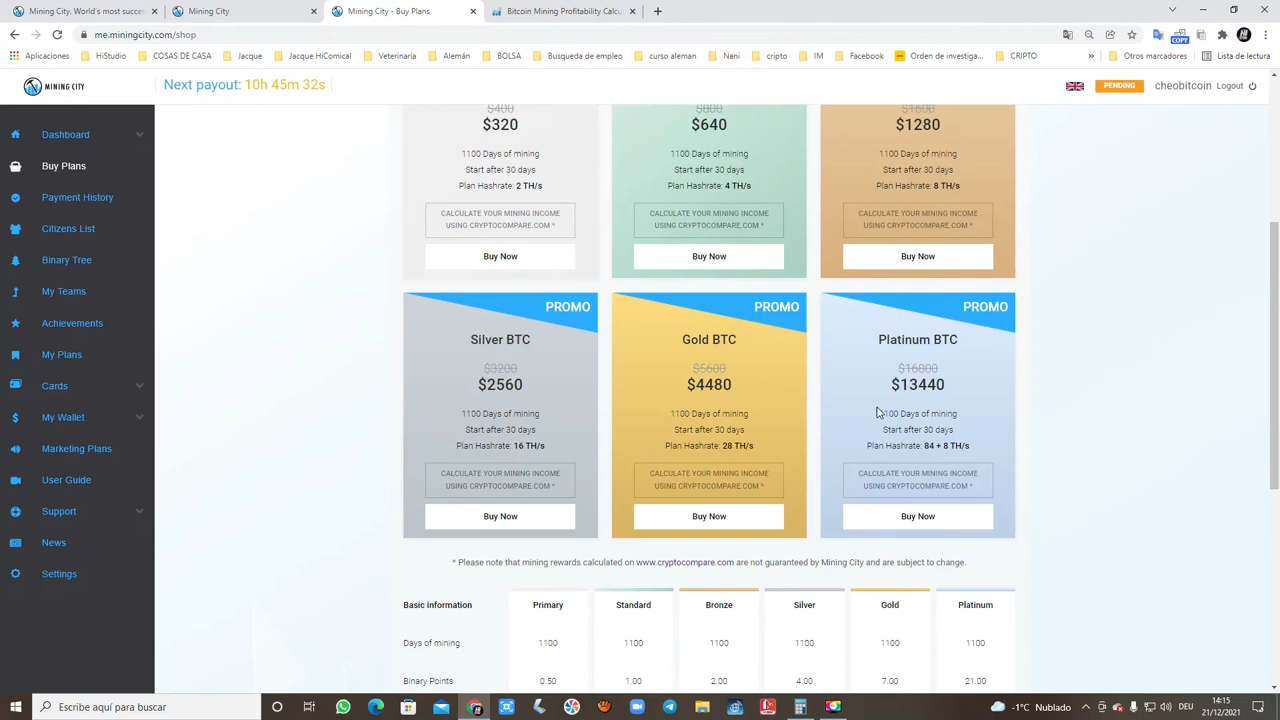 Mining City: World's most succes
Mining City
Mining City - Buy Plans
Bitcoin Mining Profitability Calcu
me.miningcity.com/shop
COPY
Aplicaciones
HiStudio
COSAS DE CASA
Jacque
Jacque HiComical
Veterinaria
Alemán
BOLSA
Busqueda de empleo
curso aleman
Nani
cripto
IM
Facebook
Orden de investiga...
CRIPTO
»
Otros marcadores
Lista de lectura
MINING CITY
Next payout: 10h 45m 32s
PENDING
cheobitcoin
Logout
Dashboard
Buy Plans
Payment History
Citizens List
Binary Tree
My Teams
Achievements
My Plans
Cards
My Wallet
Marketing Plans
User Guide
Support
News
Settings
$400
$320
1100 Days of mining
Start after 30 days
Plan Hashrate: 2 TH/s
CALCULATE YOUR MINING INCOME
USING CRYPTOCOMPARE.COM *
Buy Now
$800
$640
1100 Days of mining
Start after 30 days
Plan Hashrate: 4 TH/s
CALCULATE YOUR MINING INCOME
USING CRYPTOCOMPARE.COM *
Buy Now
$1600
$1280
1100 Days of mining
Start after 30 days
Plan Hashrate: 8 TH/s
CALCULATE YOUR MINING INCOME
USING CRYPTOCOMPARE.COM *
Buy Now
PROMO
Silver BTC
$3200
$2560
1100 Days of mining
Start after 30 days
Plan Hashrate: 16 TH/s
CALCULATE YOUR MINING INCOME
USING CRYPTOCOMPARE.COM *
Buy Now
PROMO
Gold BTC
$5600
$4480
1100 Days of mining
Start after 30 days
Plan Hashrate: 28 TH/s
CALCULATE YOUR MINING INCOME
USING CRYPTOCOMPARE.COM *
Buy Now
PROMO
Platinum BTC
$16800
$13440
1100 Days of mining
Start after 30 days
Plan Hashrate: 84 + 8 TH/s
CALCULATE YOUR MINING INCOME
USING CRYPTOCOMPARE.COM *
Buy Now
* Please note that mining rewards calculated on www.cryptocompare.com are not guaranteed by Mining City and are subject to change.
Basic information Primary Standard Bronze Silver Gold Platinum
Days of mining 1100 1100 1100 1100 1100 1100
Binary Points 0.50 1.00 2.00 4.00 7.00 21.00
Escribe aquí para buscar
-1°C Nublado
DEU
14:15
21/12/2021